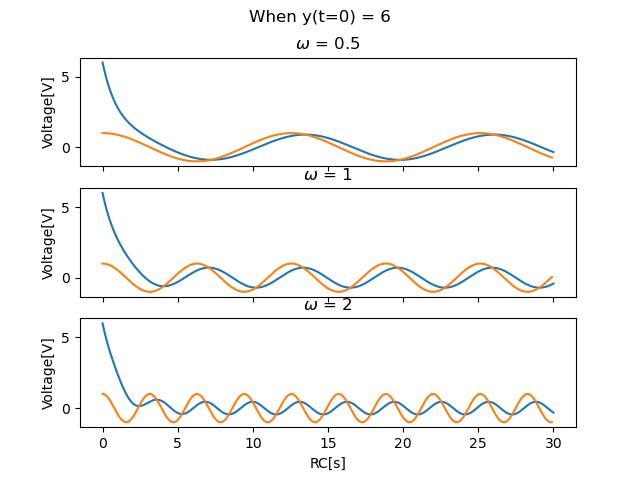 When y(t=0) = 6
ω = 0.5
Voltage[V]
5
0
ω = 1
Voltage[V]
5
0
ω = 2
Voltage[V]
5
0
0 5 10 15 20 25 30
RC[s]